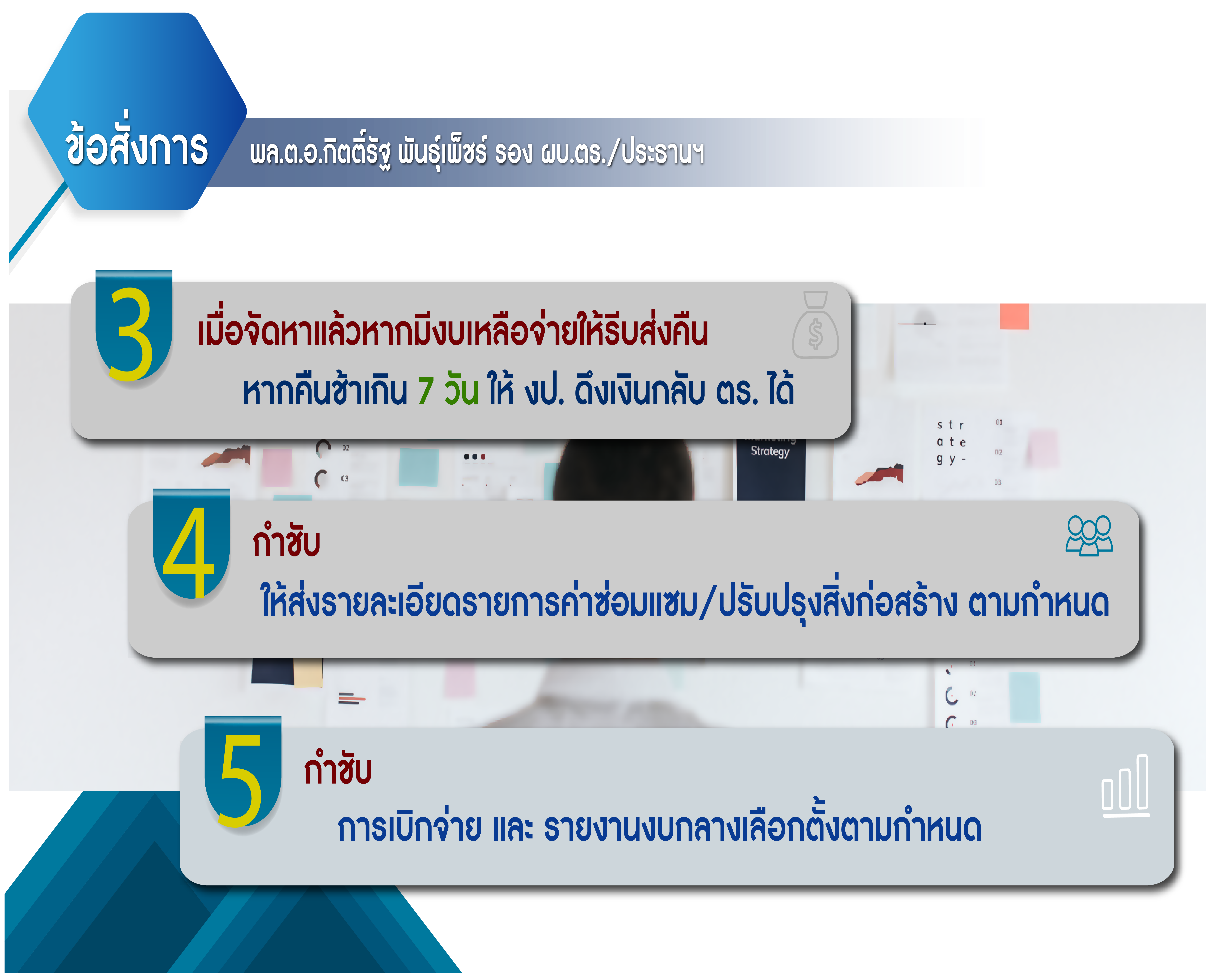 ข้อสั่งการ
พล.ต.อ.กิตติ์รัฐ พันธุ์เพ็ชร์ รอง ผบ.ตร./ประธานฯ
3
เมื่อจัดหาแล้วหากมีงบเหลือจ่ายให้รีบส่งคืน
หากคืนช้าเกิน 7 วัน ให้ งป. ดึงเงินกลับ ตร. ได้
$
Strategy
str
ate
gy-
03
02
03
02
03
4
กำชับ
ให้ส่งรายละเอียดรายการค่าซ่อมแซม/ปรับปรุงสิ่งก่อสร้าง ตามกำหนด
5
กำชับ
การเบิกจ่าย และ รายงานงบกลางเลือกตั้งตามกำหนด